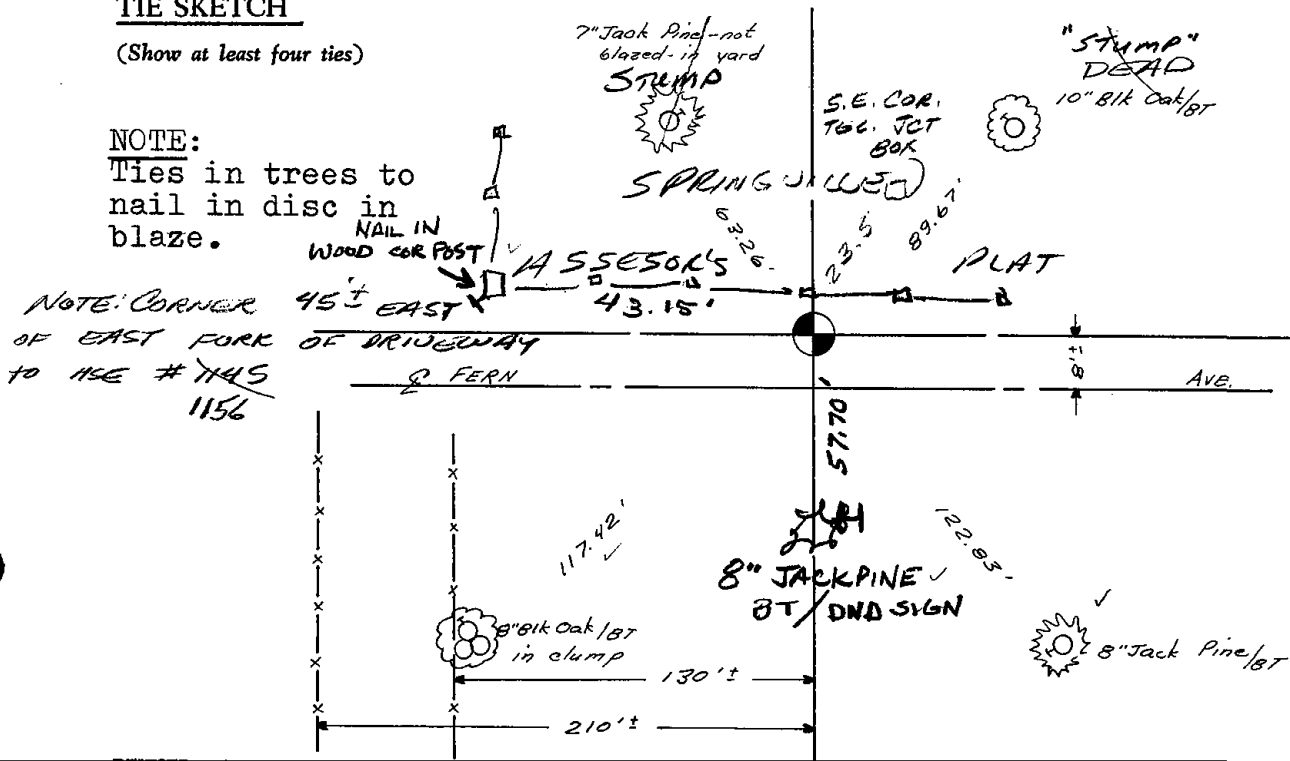 TIE SKETCH
(Show at least four ties)
7" Jack Pine-not
blazed-in yard
STUMP
"STUMP"
DEAD
10" Blk Oak/BT
S.E. COR.
TEL. JCT
BOX
NOTE:
Ties in trees to
nail in disc in
blaze.
SPRINGVILLE
NAIL IN
WOOD COR POST
63.26
23.5
89.67'
ASSESOR'S
PLAT
43.15'
NOTE: CORNER 45'± EAST
OF EAST FORK OF DRIVEWAY
TO HSE # 1145
1156
℄ FERN
AVE.
8'±
57.70'
117.42'
122.83'
8" JACKPINE
BT/DND SIGN
8" Blk Oak/BT
in clump
8" Jack Pine/BT
130'±
210'±